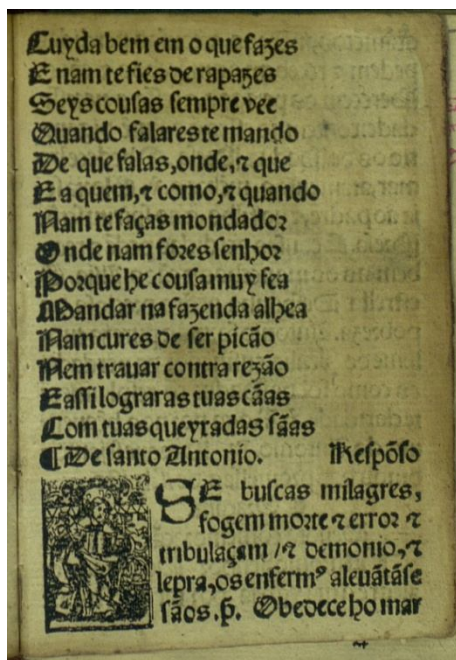 Cuyda bem em o que fazes
E nam te fies de rapazes
Seys cousas sempre vee
Quando falares te mando
De que falas, onde, ⁊ que
E a quem, ⁊ como, ⁊ quando
Nam te faças mondador
Onde nam fores senhor
Porque he cousa muy fea
Mandar na fazenda alhea
Nam cures de ser picão
Nem trauar contra rezão
E assi lograras tuas cãas
Com tuas queyxadas sãas
¶ De santo Antonio. Respõso
SE buscas milagres,
fogem morte ⁊ error ⁊
tribulaçam /⁊ demonio, ⁊
lepra, os enfermꝰ aleuãtãse
sãos. p̃. Obedece ho mar